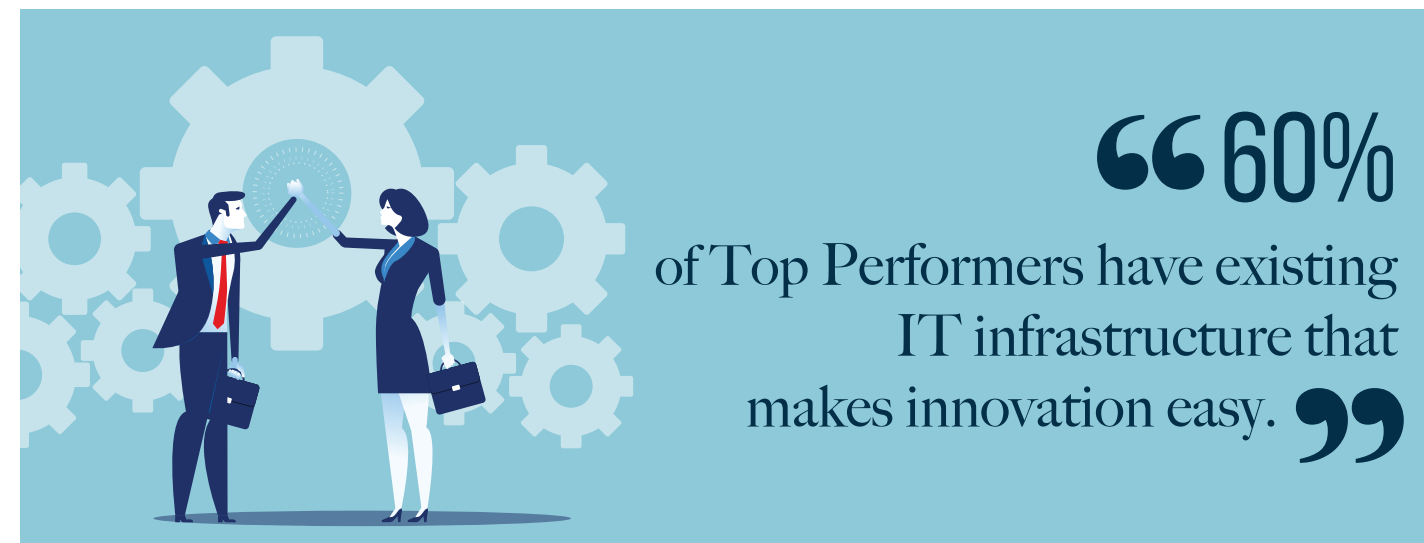 “60%
of Top Performers have existing
IT infrastructure that
makes innovation easy.”